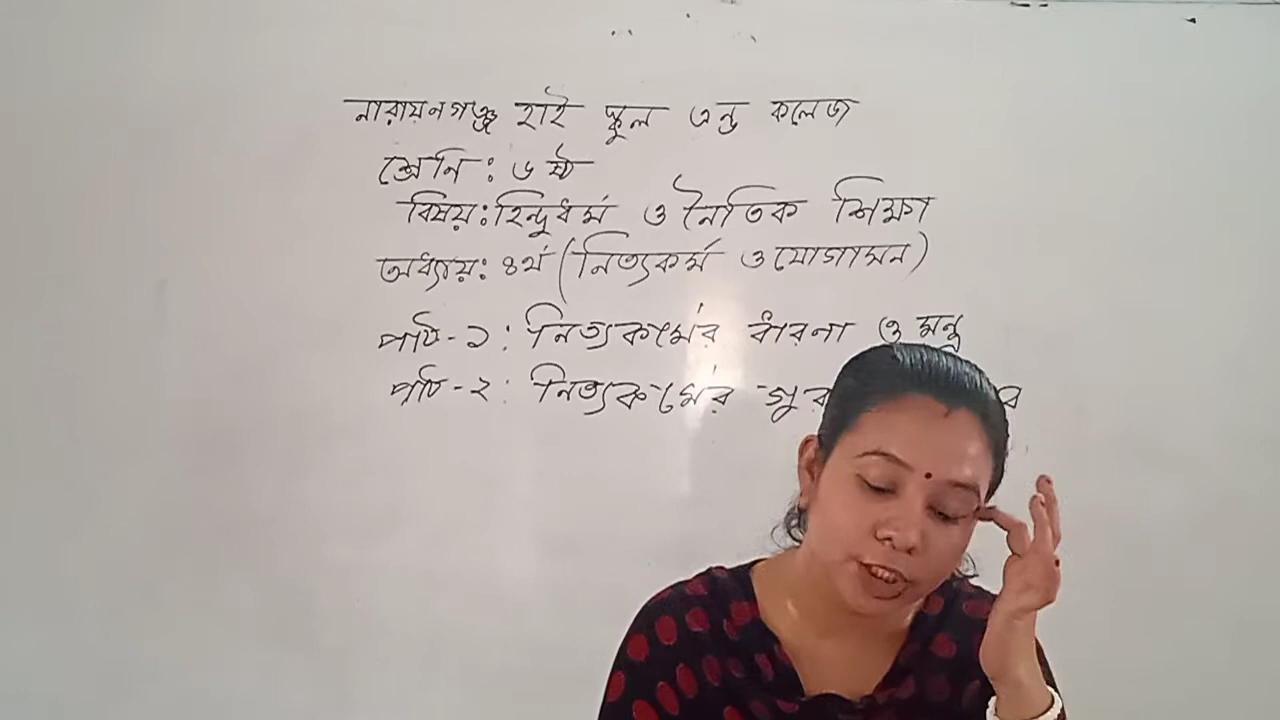 নারায়নগঞ্জ হাই স্কুল এন্ড কলেজ
শ্রেনি : ৬ষ্ঠ
বিষয় : হিন্দুধর্ম ও নৈতিক শিক্ষা
অধ্যায় : ৪র্থ (নিত্যকর্ম ও যোগাসন)
পাঠ - ১ : নিত্যকর্মের ধারনা ও মন্ত্র
পাঠ - ২ : নিত্যকর্মের